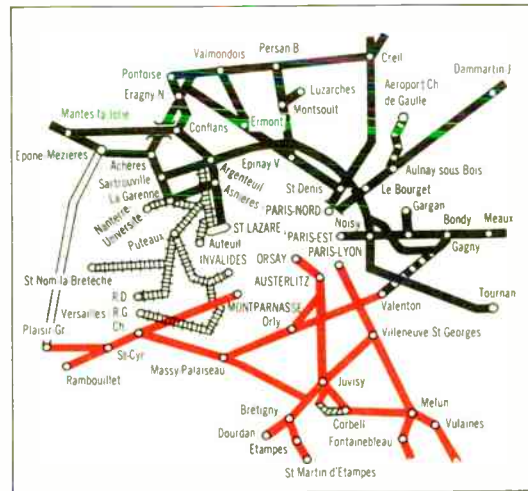 Persan B
Valmondois
Creil
Dammartin J
Pontoise
Luzarches
Aeroport Ch
de Gaulle
Eragny N
Montsoult
Mantes la Jolie
Conflans
Ermont
Epone-Mezieres
Acheres
Argenteuil
Epinay V
Aulnay sous Bois
Sartrouville
La Garenne
Asnieres
St Denis
Le Bourget
PARIS-NORD
Gargan
Nanterre-
Université
ST LAZARE
Noisy
Bondy
Meaux
Puteaux
Auteuil
PARIS-EST
Gagny
INVALIDES
ORSAY
PARIS-LYON
St Nom la Breteche
AUSTERLITZ
R.D
Tournan
Versailles
R.G
Ch.
MONTPARNASSE
Valenton
Orly
Plaisir-Gr.
St-Cyr
Villeneuve St Georges
Massy-Palaiseau
Rambouillet
Juvisy
Bretigny
Melun
Corbeil
Vulaines
Dourdan
Fontainebleau
Etampes
St Martin d'Etampes